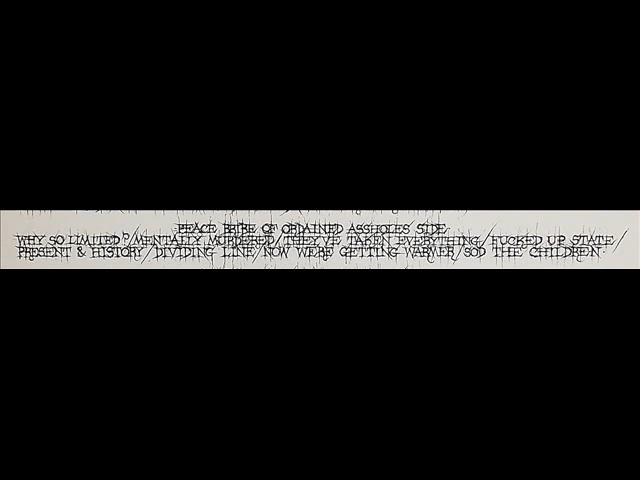 PEACE BRIBE OF ORDAINED ASSHOLES SIDE
WHY SO LIMITED?/MENTALLY MURDERED/THEY'VE TAKEN EVERYTHING/FUCKED UP STATE/
PRESENT & HISTORY/DIVIDING LINE/NOW WE'RE GETTING WARMER/SOD THE CHILDREN